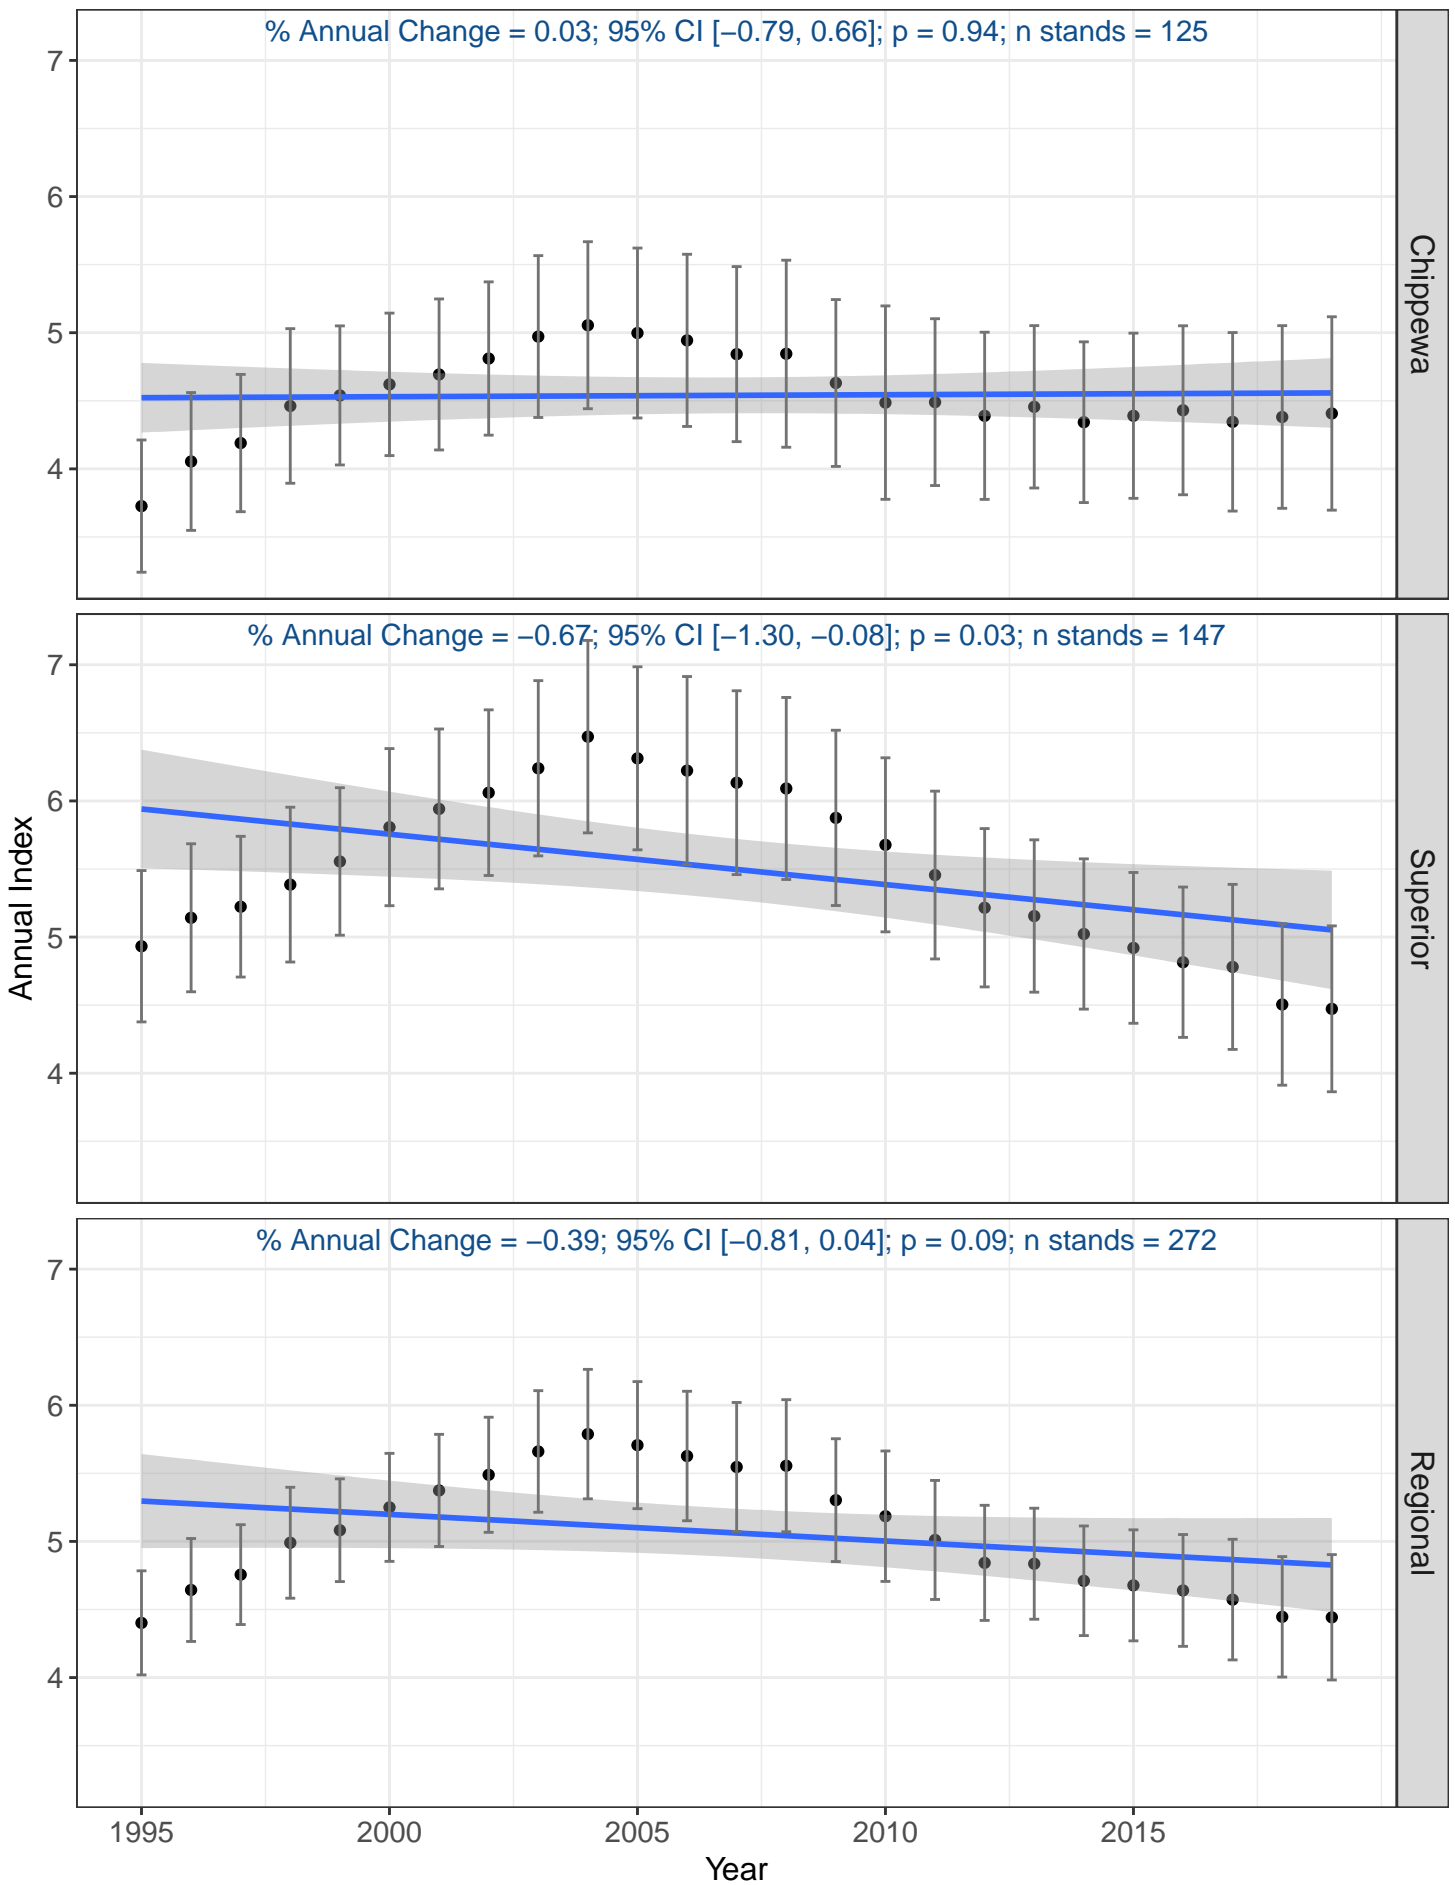 % Annual Change = 0.03; 95% CI [−0.79, 0.66]; p = 0.94; n stands = 125
7
6
5
4
Chippewa
% Annual Change = −0.67; 95% CI [−1.30, −0.08]; p = 0.03; n stands = 147
7
6
5
4
Superior
Annual Index
% Annual Change = −0.39; 95% CI [−0.81, 0.04]; p = 0.09; n stands = 272
7
6
5
4
Regional
1995 2000 2005 2010 2015
Year